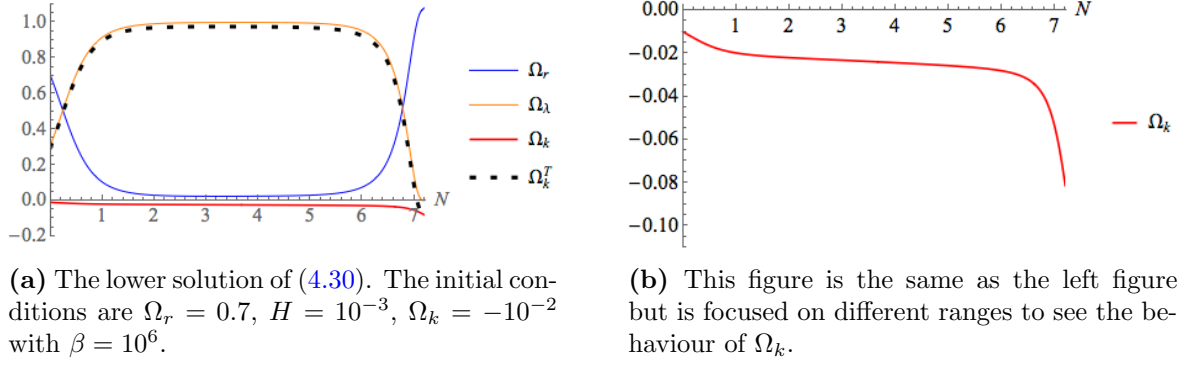 1.0
0.8
0.6
0.4
0.2
0.0
−0.2
1 2 3 4 5 6 7 N
Ωr
Ωλ
Ωk
ΩkT
0.00
−0.02
−0.04
−0.06
−0.08
−0.10
1 2 3 4 5 6 7 N
Ωk
(a) The lower solution of (4.30). The initial con-
ditions are Ωr = 0.7, H = 10−3, Ωk = −10−2
with β = 106.
(b) This figure is the same as the left figure
but is focused on different ranges to see the be-
haviour of Ωk.